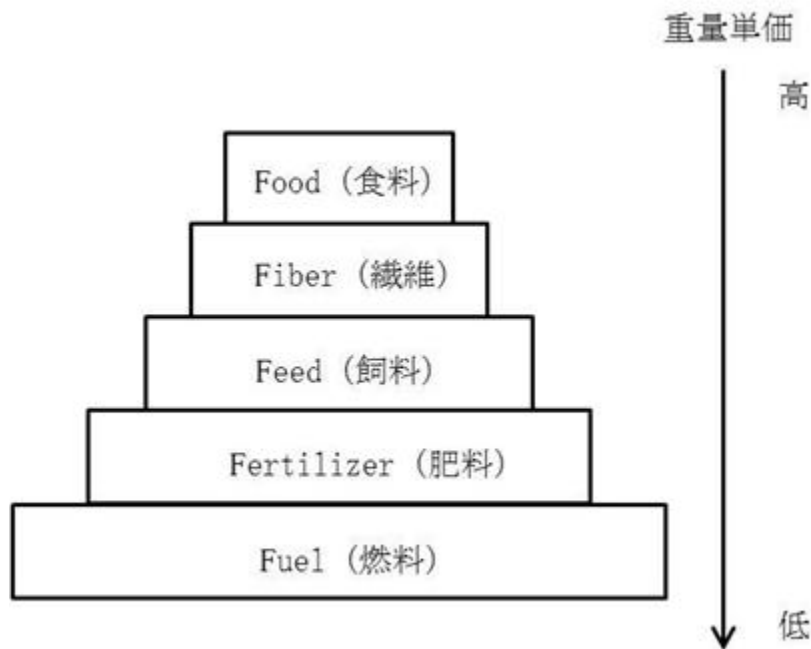 重量単価
高
Food (食料)
Fiber (繊維)
Feed (飼料)
Fertilizer (肥料)
Fuel (燃料)
低